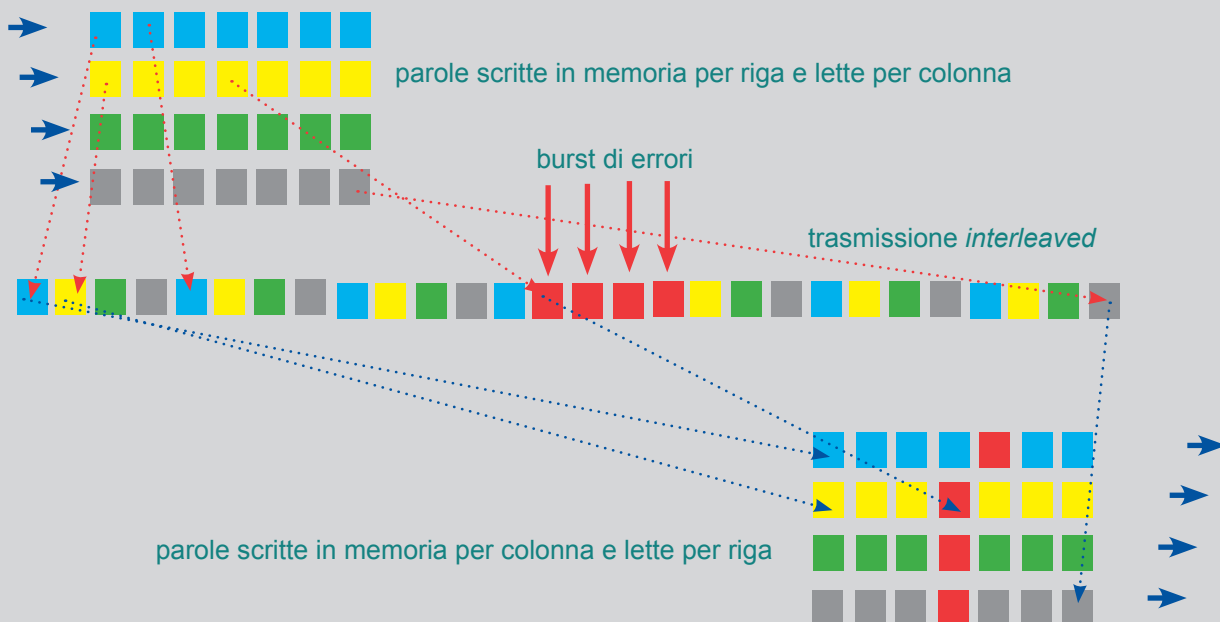 parole scritte in memoria per riga e lette per colonna
burst di errori
trasmissione interleaved
parole scritte in memoria per colonna e lette per riga